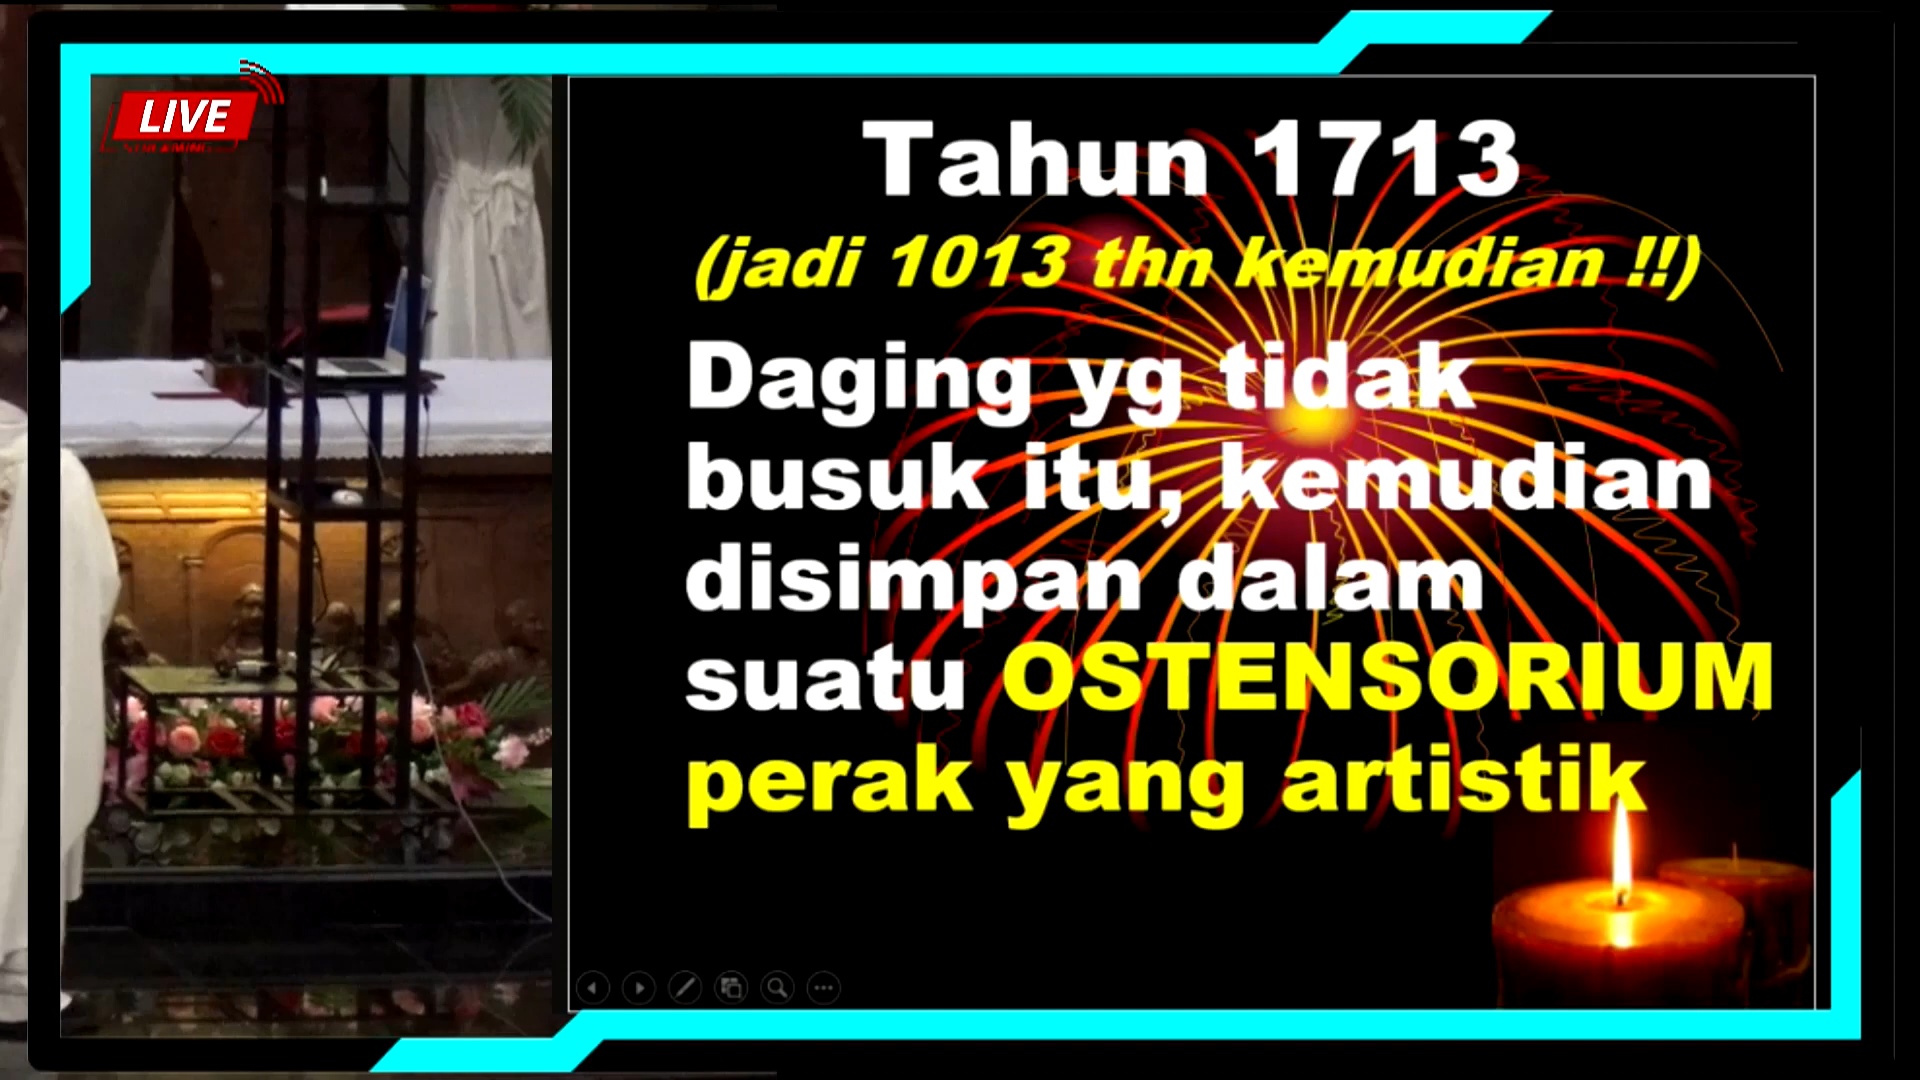 LIVE
STREAMING
Tahun 1713
(jadi 1013 thn kemudian !!)
Daging yg tidak
busuk itu, kemudian
disimpan dalam
suatu OSTENSORIUM
perak yang artistik